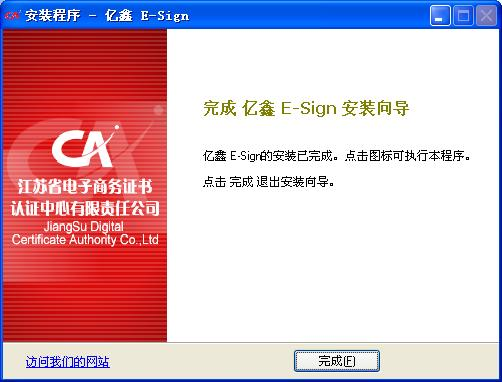 安装程序 - 亿鑫 E-Sign
CA
江苏省电子商务证书
认证中心有限责任公司
JiangSu Digital
Certificate Authority Co.,Ltd
完成 亿鑫 E-Sign 安装向导
亿鑫 E-Sign的安装已完成。点击图标可执行本程序。
点击 完成 退出安装向导。
访问我们的网站
完成(F)